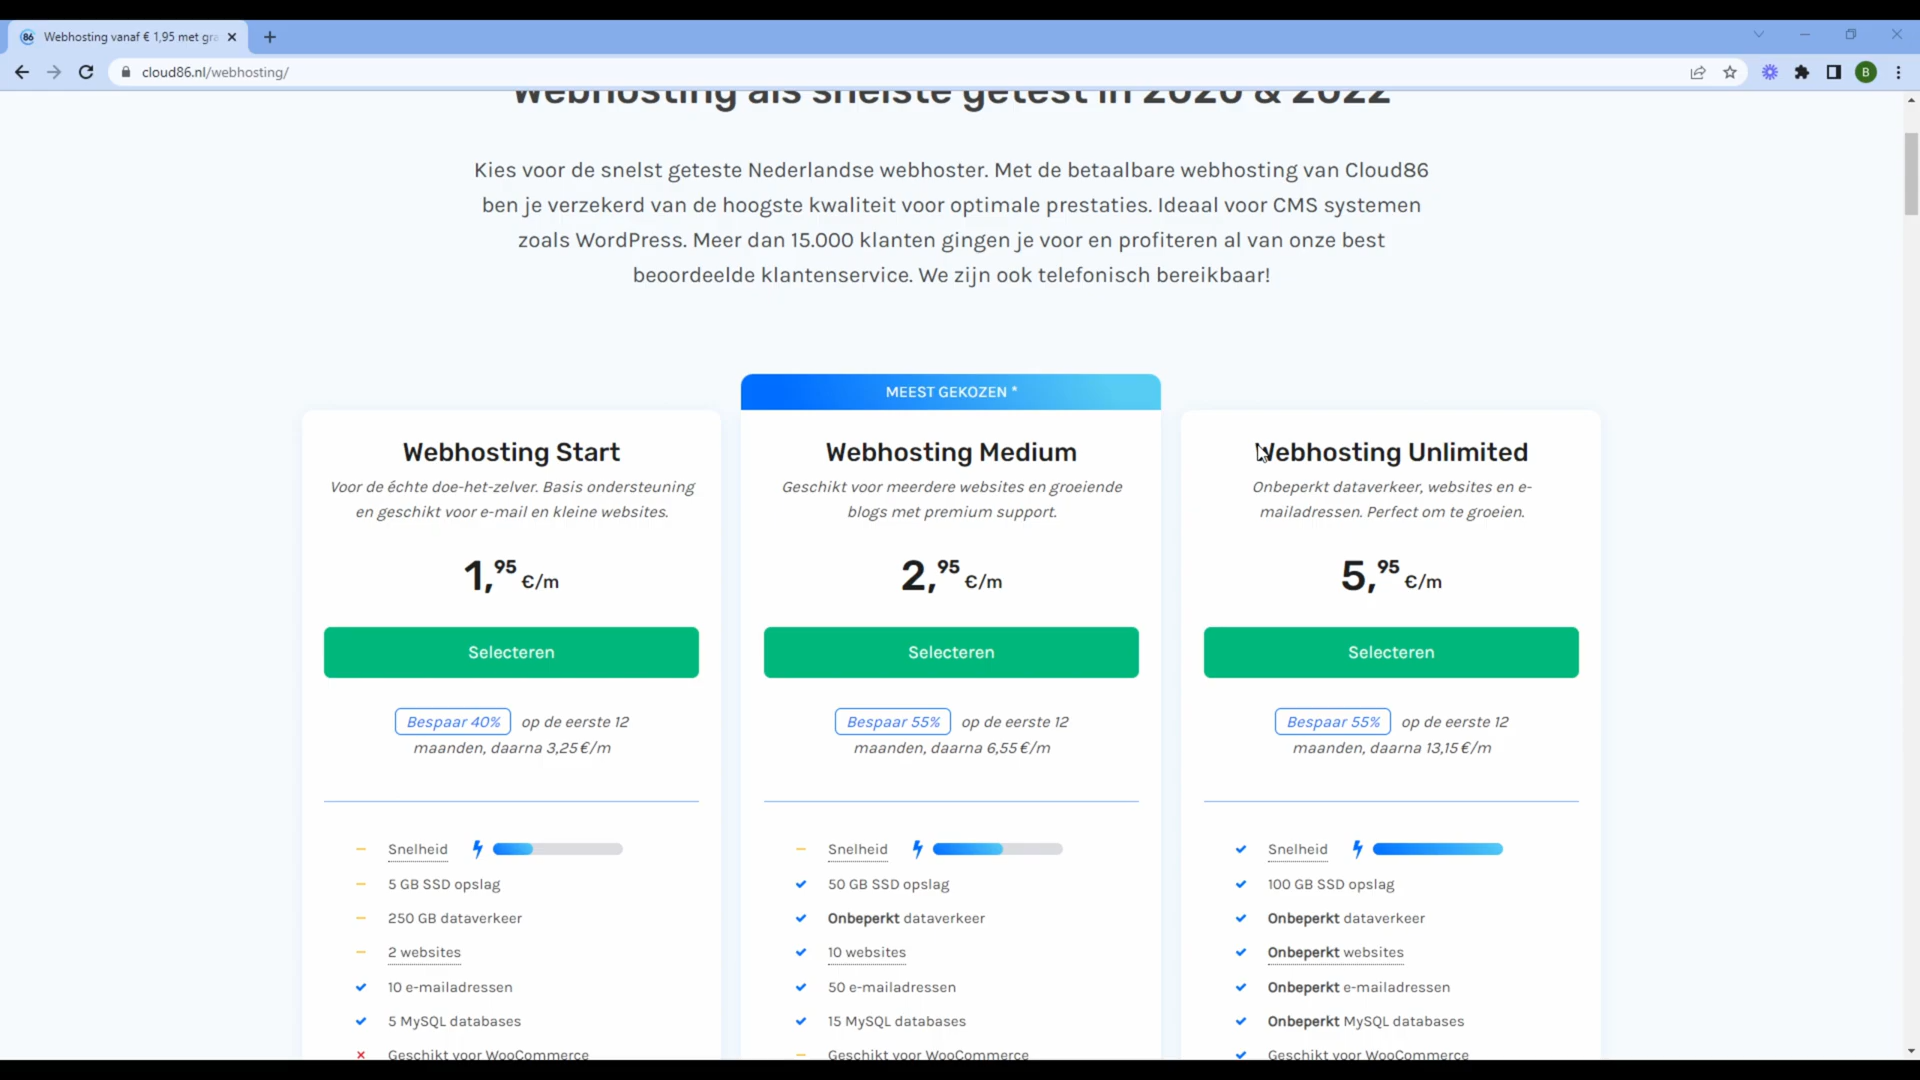 Webhosting vanaf € 1,95 met gra
cloud86.nl/webhosting/
B
Webhosting als snelste getest in 2020 & 2022
Kies voor de snelst geteste Nederlandse webhoster. Met de betaalbare webhosting van Cloud86
ben je verzekerd van de hoogste kwaliteit voor optimale prestaties. Ideaal voor CMS systemen
zoals WordPress. Meer dan 15.000 klanten gingen je voor en profiteren al van onze best
beoordeelde klantenservice. We zijn ook telefonisch bereikbaar!
MEEST GEKOZEN *
Webhosting Start
Voor de échte doe-het-zelver. Basis ondersteuning
en geschikt voor e-mail en kleine websites.
1,95 €/m
Selecteren
Bespaar 40% op de eerste 12
maanden, daarna 3,25 €/m
Snelheid
5 GB SSD opslag
250 GB dataverkeer
2 websites
10 e-mailadressen
5 MySQL databases
Geschikt voor WooCommerce
Webhosting Medium
Geschikt voor meerdere websites en groeiende
blogs met premium support.
2,95 €/m
Selecteren
Bespaar 55% op de eerste 12
maanden, daarna 6,55 €/m
Snelheid
50 GB SSD opslag
Onbeperkt dataverkeer
10 websites
50 e-mailadressen
15 MySQL databases
Geschikt voor WooCommerce
Webhosting Unlimited
Onbeperkt dataverkeer, websites en e-
mailadressen. Perfect om te groeien.
5,95 €/m
Selecteren
Bespaar 55% op de eerste 12
maanden, daarna 13,15 €/m
Snelheid
100 GB SSD opslag
Onbeperkt dataverkeer
Onbeperkt websites
Onbeperkt e-mailadressen
Onbeperkt MySQL databases
Geschikt voor WooCommerce